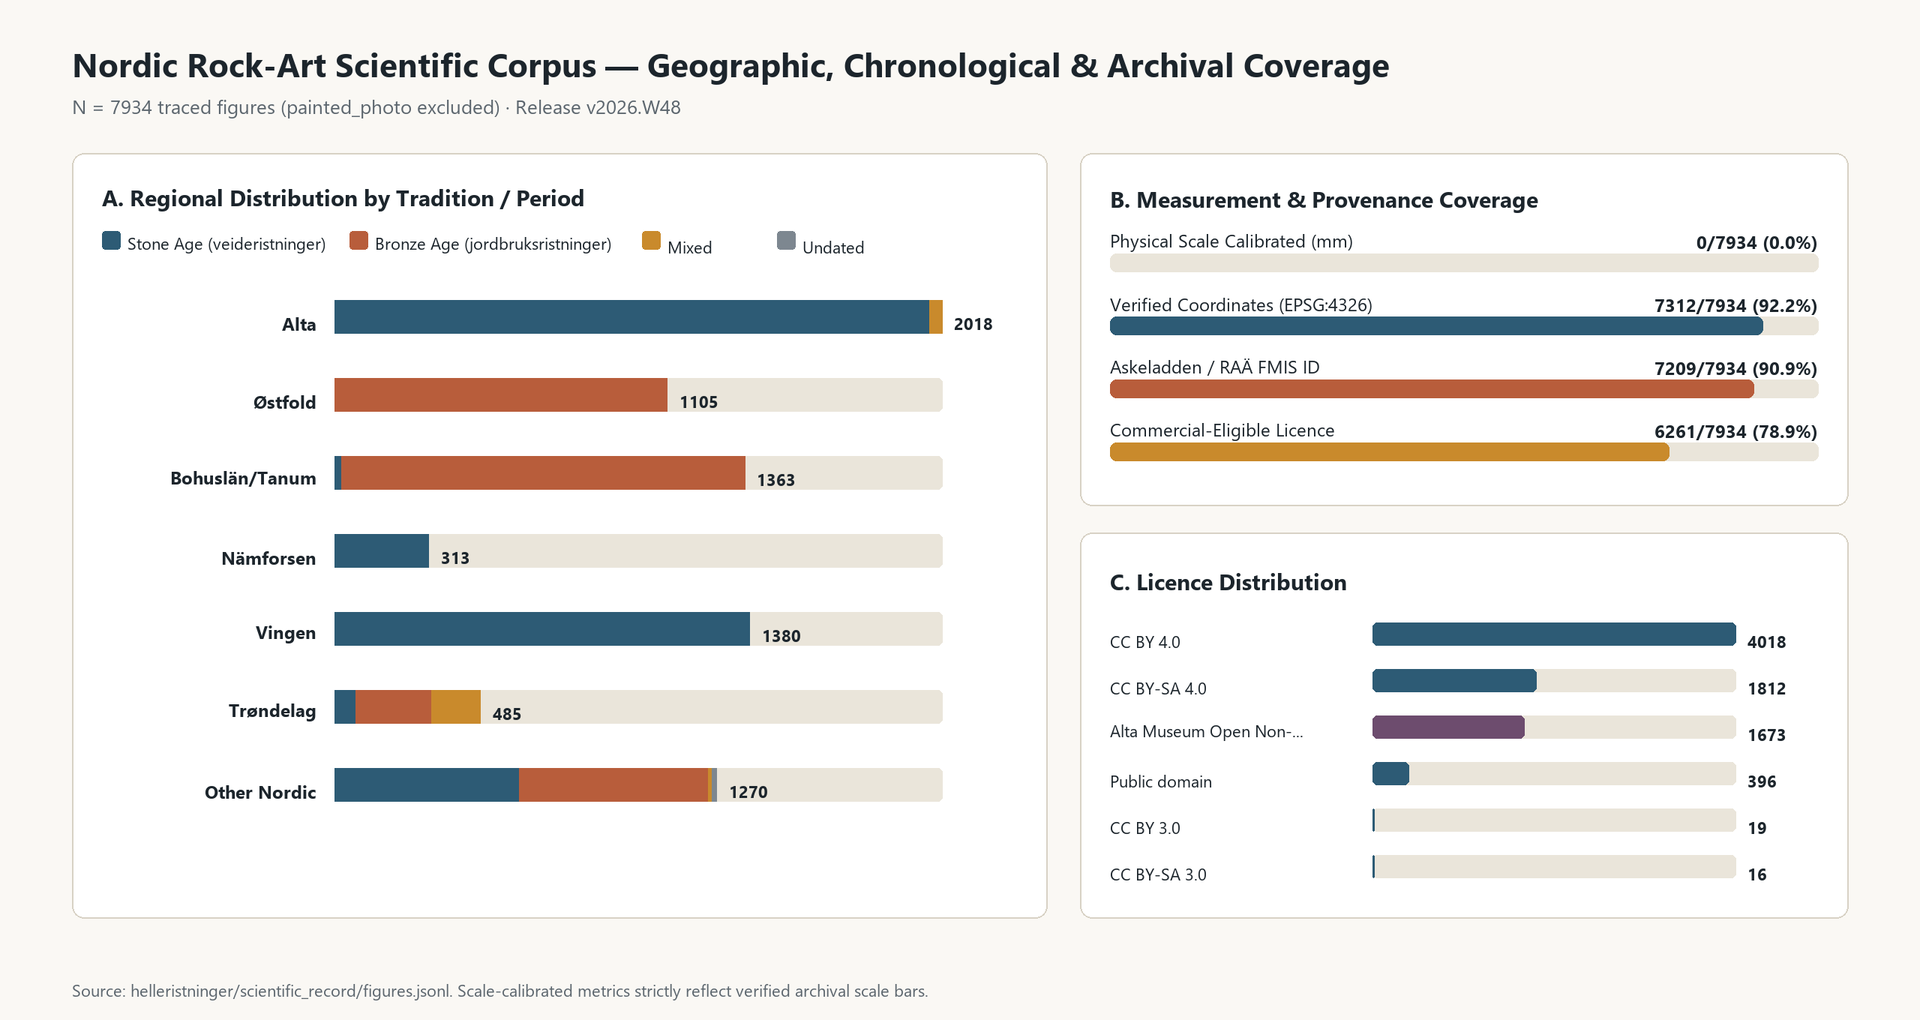 Nordic Rock-Art Scientific Corpus — Geographic, Chronological & Archival Coverage
N = 7934 traced figures (painted_photo excluded) · Release v2026.W48
A. Regional Distribution by Tradition / Period
Stone Age (veideristninger)
Bronze Age (jordbruksristninger)
Mixed
Undated
Alta
2018
Østfold
1105
Bohuslän/Tanum
1363
Nämforsen
313
Vingen
1380
Trøndelag
485
Other Nordic
1270
B. Measurement & Provenance Coverage
Physical Scale Calibrated (mm)
0/7934 (0.0%)
Verified Coordinates (EPSG:4326)
7312/7934 (92.2%)
Askeladden / RAÄ FMIS ID
7209/7934 (90.9%)
Commercial-Eligible Licence
6261/7934 (78.9%)
C. Licence Distribution
CC BY 4.0
4018
CC BY-SA 4.0
1812
Alta Museum Open Non-...
1673
Public domain
396
CC BY 3.0
19
CC BY-SA 3.0
16
Source: helleristninger/scientific_record/figures.jsonl. Scale-calibrated metrics strictly reflect verified archival scale bars.